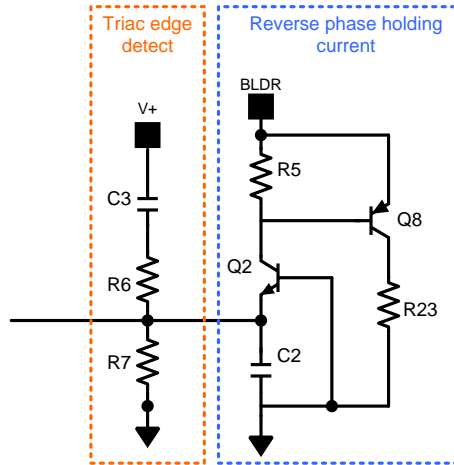 Triac edge
detect
Reverse phase holding
current
BLDR
V+
R5
C3
Q8
Q2
R6
R23
R7
C2